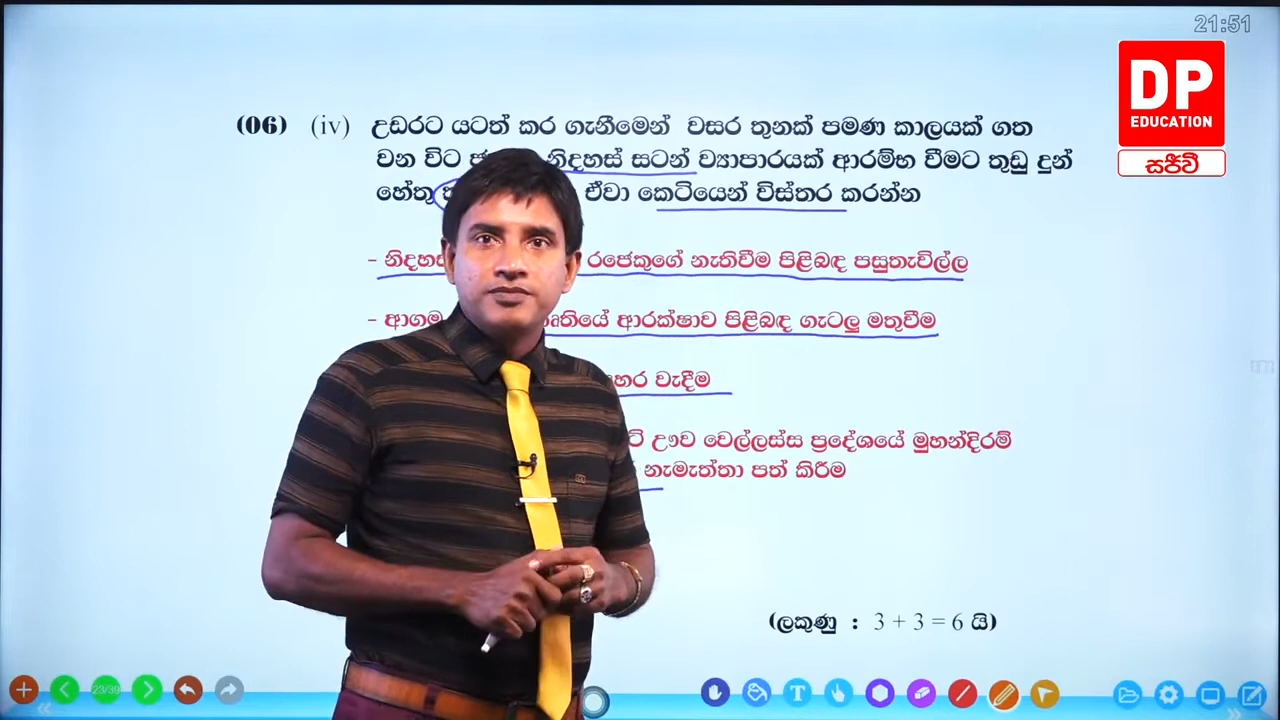 21:51
DP
EDUCATION
සජීවී
(06) (iv) උඩරට යටත් කර ගැනීමෙන් වසර තුනක් පමණ කාලයක් ගත
වන විට නිදහස් සටන් ව්‍යාපාරයක් ආරම්භ වීමට තුඩු දුන්
හේතු ඒවා කෙටියෙන් විස්තර කරන්න
- රජෙකුගේ නැතිවීම පිළිබඳ පසුතැවිල්ල
- ආගම ආරක්ෂාව පිළිබඳ ගැටලු මතුවීම
වැදීම
ඌව වෙල්ලස්ස ප්‍රදේශයේ මුහන්දිරම්
නැමැත්තා පත් කිරීම
(ලකුණු : 3 + 3 = 6 යි)
23/39